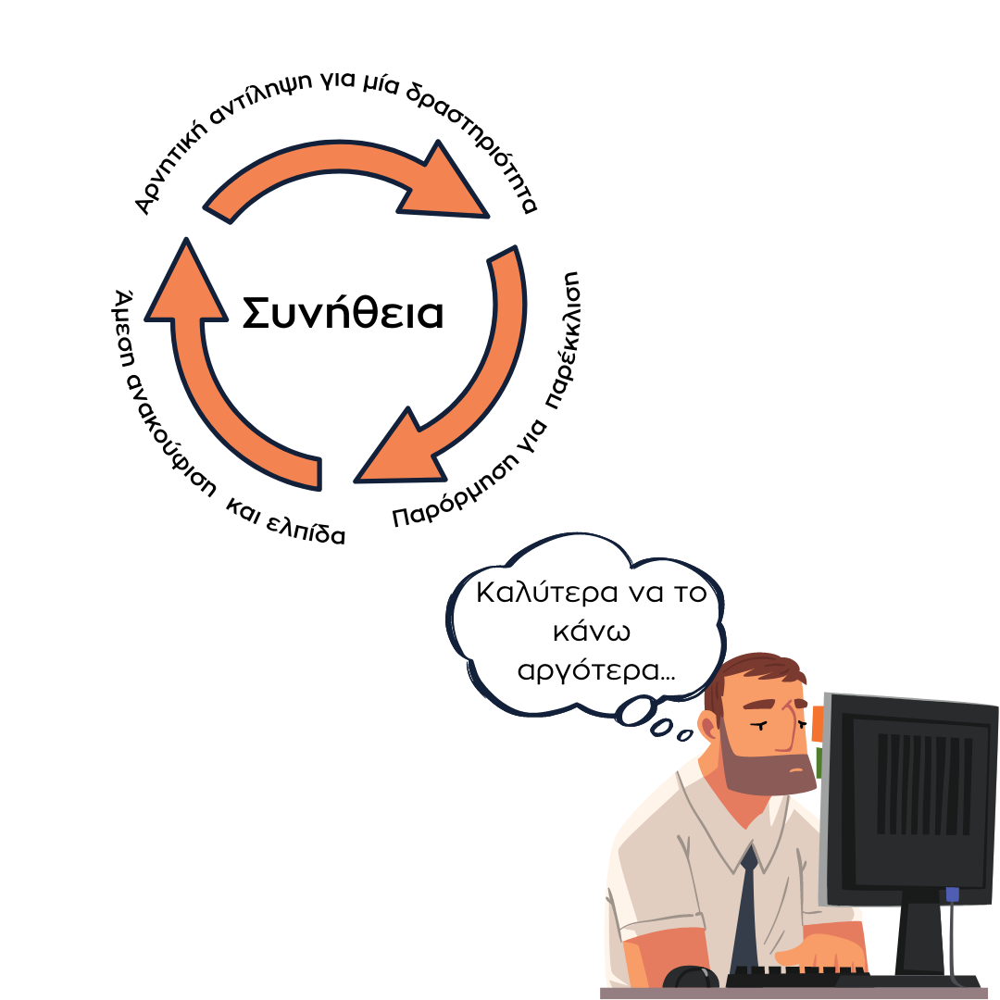 Αρνητική αντίληψη για μία δραστηριότητα
Συνήθεια
Παρόρμηση για παρέκκλιση
Άμεση ανακούφιση και ελπίδα
Καλύτερα να το
κάνω
αργότερα...